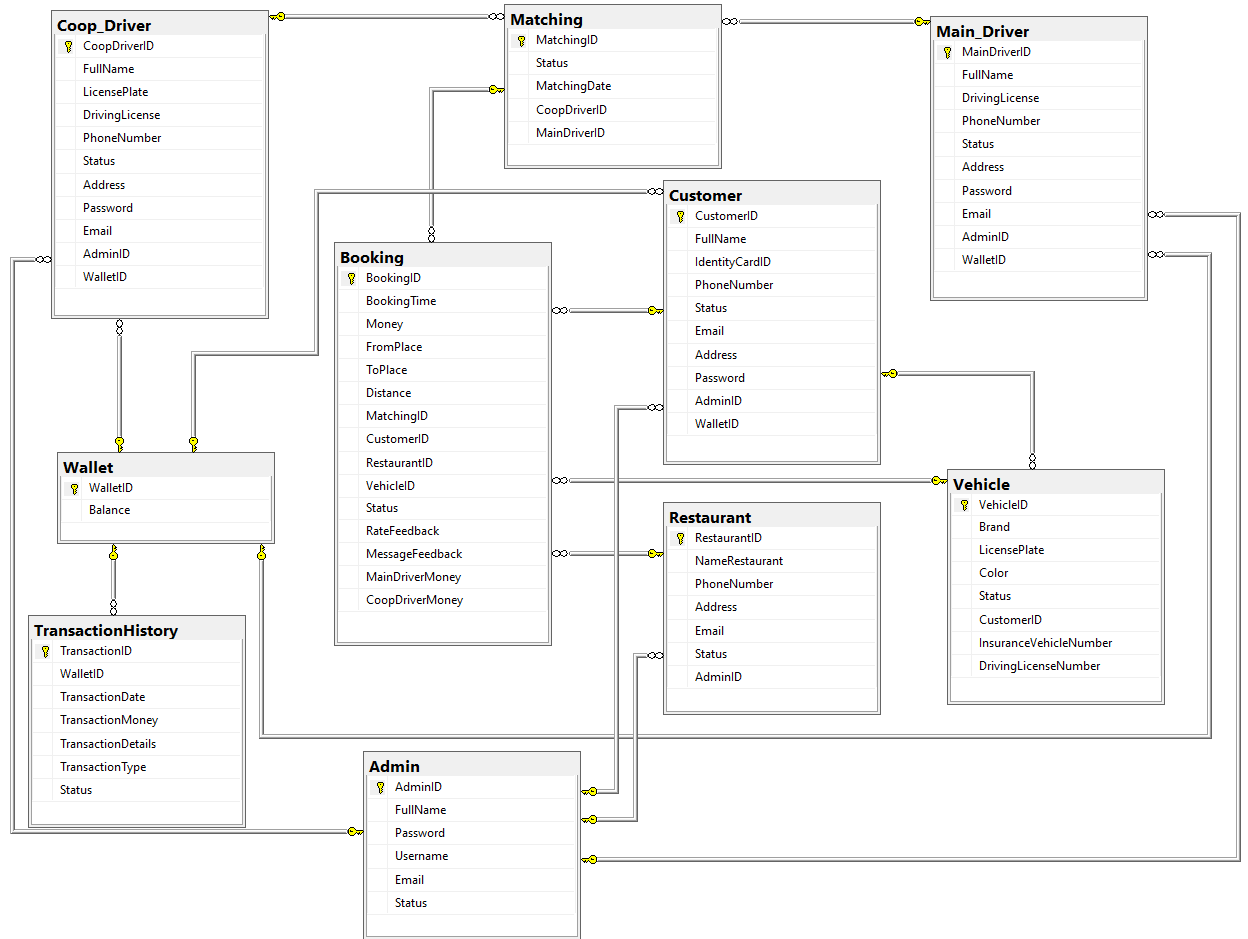 Coop_Driver
CoopDriverID
FullName
LicensePlate
DrivingLicense
PhoneNumber
Status
Address
Password
Email
AdminID
WalletID
Matching
MatchingID
Status
MatchingDate
CoopDriverID
MainDriverID
Main_Driver
MainDriverID
FullName
DrivingLicense
PhoneNumber
Status
Address
Password
Email
AdminID
WalletID
Customer
CustomerID
FullName
IdentityCardID
PhoneNumber
Status
Email
Address
Password
AdminID
WalletID
Booking
BookingID
BookingTime
Money
FromPlace
ToPlace
Distance
MatchingID
CustomerID
RestaurantID
VehicleID
Status
RateFeedback
MessageFeedback
MainDriverMoney
CoopDriverMoney
Wallet
WalletID
Balance
Vehicle
VehicleID
Brand
LicensePlate
Color
Status
CustomerID
InsuranceVehicleNumber
DrivingLicenseNumber
Restaurant
RestaurantID
NameRestaurant
PhoneNumber
Address
Email
Status
AdminID
TransactionHistory
TransactionID
WalletID
TransactionDate
TransactionMoney
TransactionDetails
TransactionType
Status
Admin
AdminID
FullName
Password
Username
Email
Status